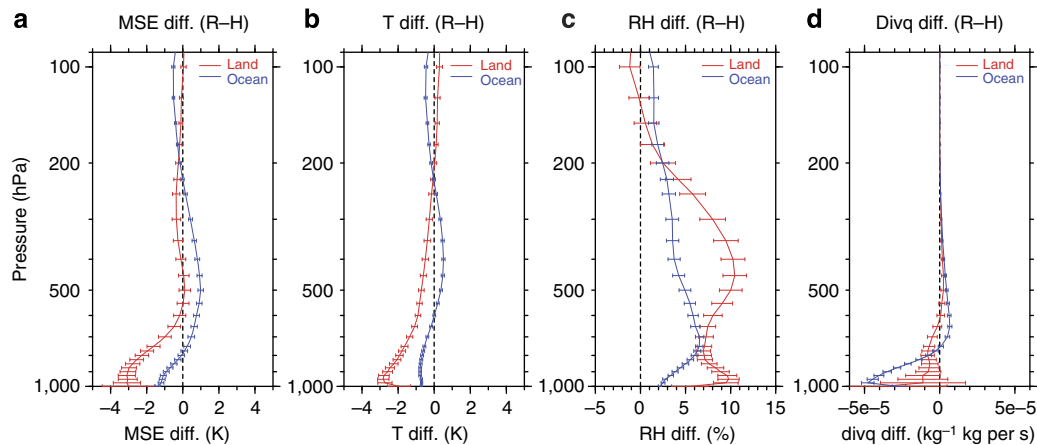 a MSE diff. (R–H) b T diff. (R–H) c RH diff. (R–H) d Divq diff. (R–H)
Land Land Land Land
Ocean Ocean Ocean Ocean
100 100 100 100
200 200 200 200
Pressure (hPa)
500 500 500 500
1,000 1,000 1,000 1,000
−4 −2 0 2 4 −4 −2 0 2 4 −5 0 5 10 15 −5e−5 0 5e−5
MSE diff. (K) T diff. (K) RH diff. (%) divq diff. (kg⁻¹ kg per s)